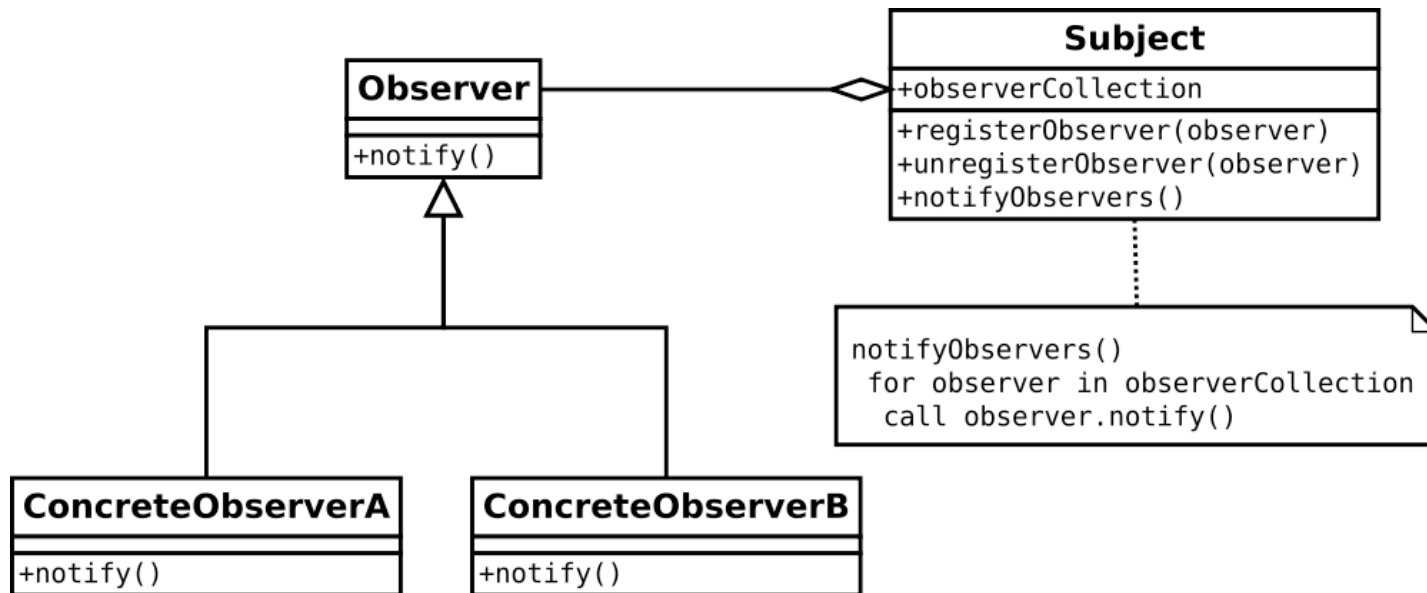 Subject
+observerCollection
+registerObserver(observer)
+unregisterObserver(observer)
+notifyObservers()
Observer
+notify()
notifyObservers()
for observer in observerCollection
call observer.notify()
ConcreteObserverA
+notify()
ConcreteObserverB
+notify()